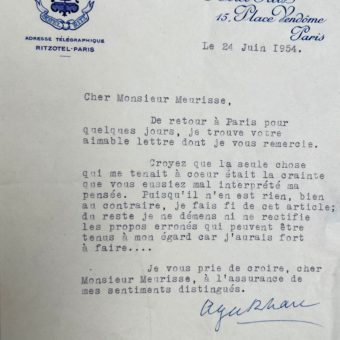 15, Place Vendôme
Paris
ADRESSE TÉLÉGRAPHIQUE
RITZOTEL-PARIS
Le 24 Juin 1954.
Cher Monsieur Meurisse,
De retour à Paris pour
quelques jours, je trouve votre
aimable lettre dont je vous remercie.
Croyez que la seule chose
qui me tenait à coeur était la crainte
que vous eussiez mal interprété ma
pensée. Puisqu'il n'en est rien, bien
au contraire, je fais fi de cet article;
du reste je ne démens ni ne rectifie
les propos erronés qui peuvent être
tenus à mon égard car j'aurais fort
à faire....
Je vous prie de croire, cher
Monsieur Meurisse, à l'assurance de
mes sentiments distingués.
Aga Khan